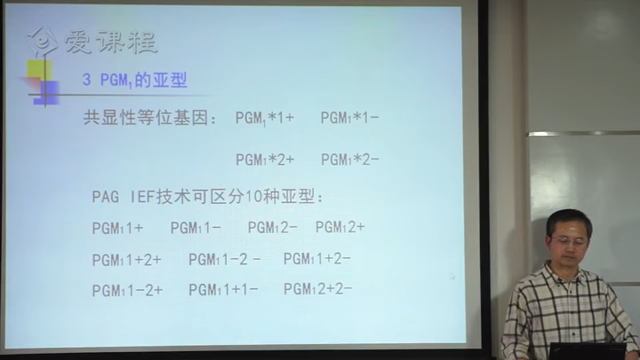 爱课程
3 PGM₁的亚型
共显性等位基因: PGM₁*1+ PGM₁*1-
PGM₁*2+ PGM₁*2-
PAG IEF技术可区分10种亚型:
PGM₁1+ PGM₁1- PGM₁2- PGM₁2+
PGM₁1+2+ PGM₁1-2 - PGM₁1+2-
PGM₁1-2+ PGM₁1+1- PGM₁2+2-